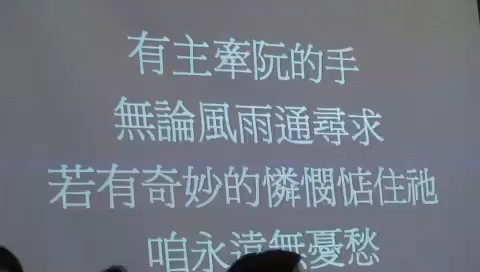 有主牽阮的手
無論風雨通尋求
若有奇妙的憐憫惦住祂
咱永遠無憂愁